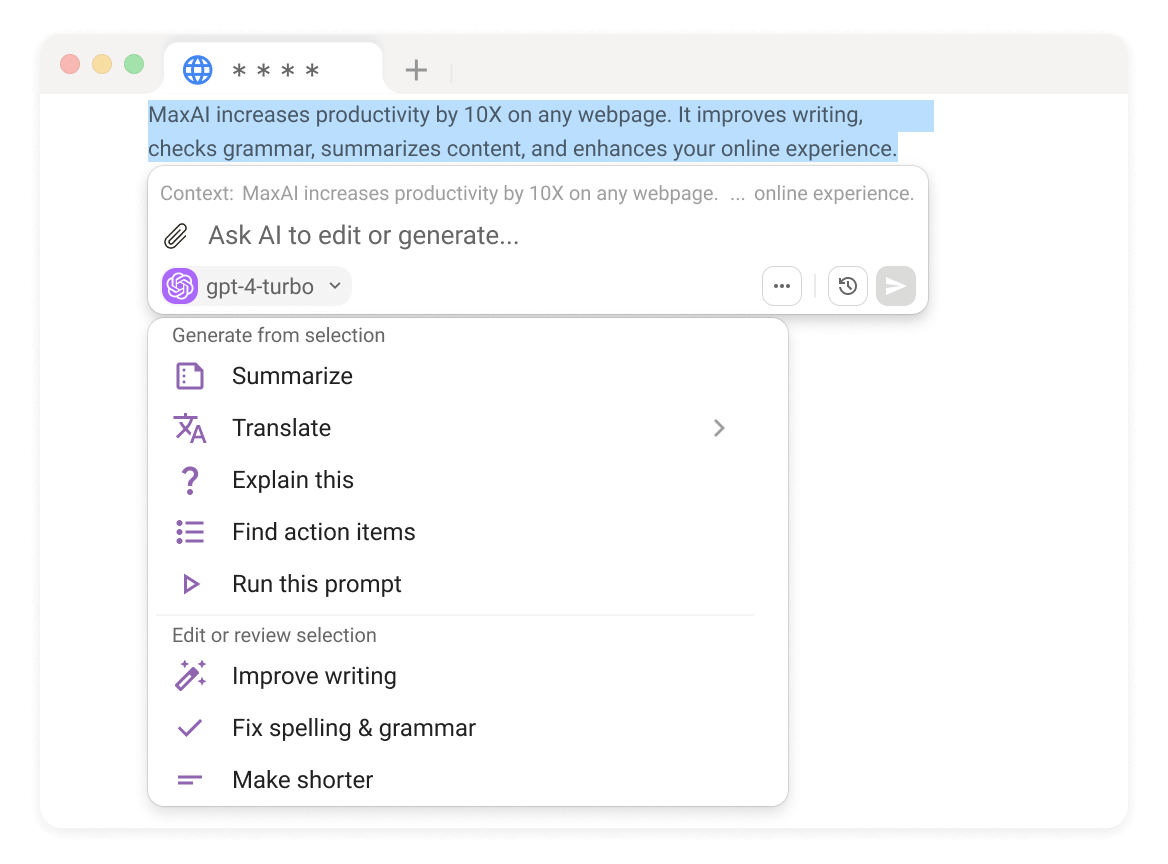 * * * *
MaxAI increases productivity by 10X on any webpage. It improves writing,
checks grammar, summarizes content, and enhances your online experience.
Context: MaxAI increases productivity by 10X on any webpage. ... online experience.
Ask AI to edit or generate...
gpt-4-turbo
Generate from selection
Summarize
Translate
Explain this
Find action items
Run this prompt
Edit or review selection
Improve writing
Fix spelling & grammar
Make shorter